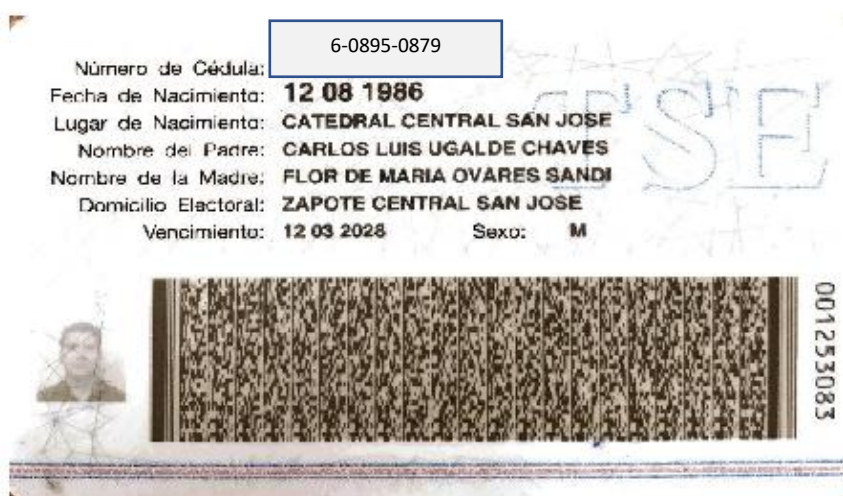 Número de Cédula: 6-0895-0879
Fecha de Nacimiento: 12 08 1986
Lugar de Nacimiento: CATEDRAL CENTRAL SAN JOSE
Nombre del Padre: CARLOS LUIS UGALDE CHAVES
Nombre de la Madre: FLOR DE MARIA OVARES SANDI
Domicilio Electoral: ZAPOTE CENTRAL SAN JOSE
Vencimiento: 12 03 2028 Sexo: M
TSE
001253083